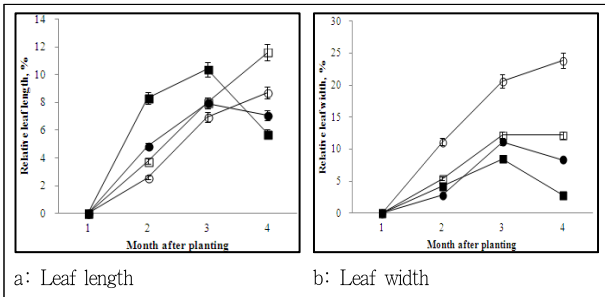 Relative leaf length, %
14
12
10
8
6
4
2
0
1 2 3 4
Month after planting
a: Leaf length
Relative leaf width, %
30
25
20
15
10
5
0
1 2 3 4
Month after planting
b: Leaf width